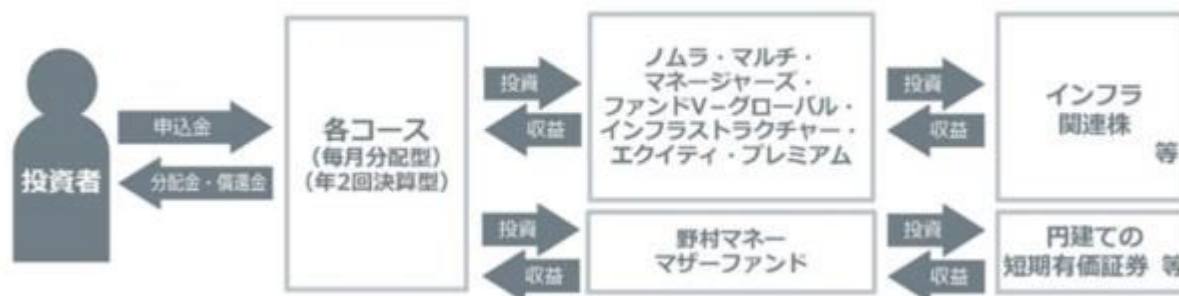 投資者
申込金
分配金・償還金
各コース
（毎月分配型）
（年2回決算型）
投資
収益
ノムラ・マルチ・
マネージャーズ・
ファンドV－グローバル・
インフラストラクチャー・
エクイティ・プレミアム
投資
収益
インフラ
関連株
等
投資
収益
野村マネー
マザーファンド
投資
収益
円建ての
短期有価証券 等